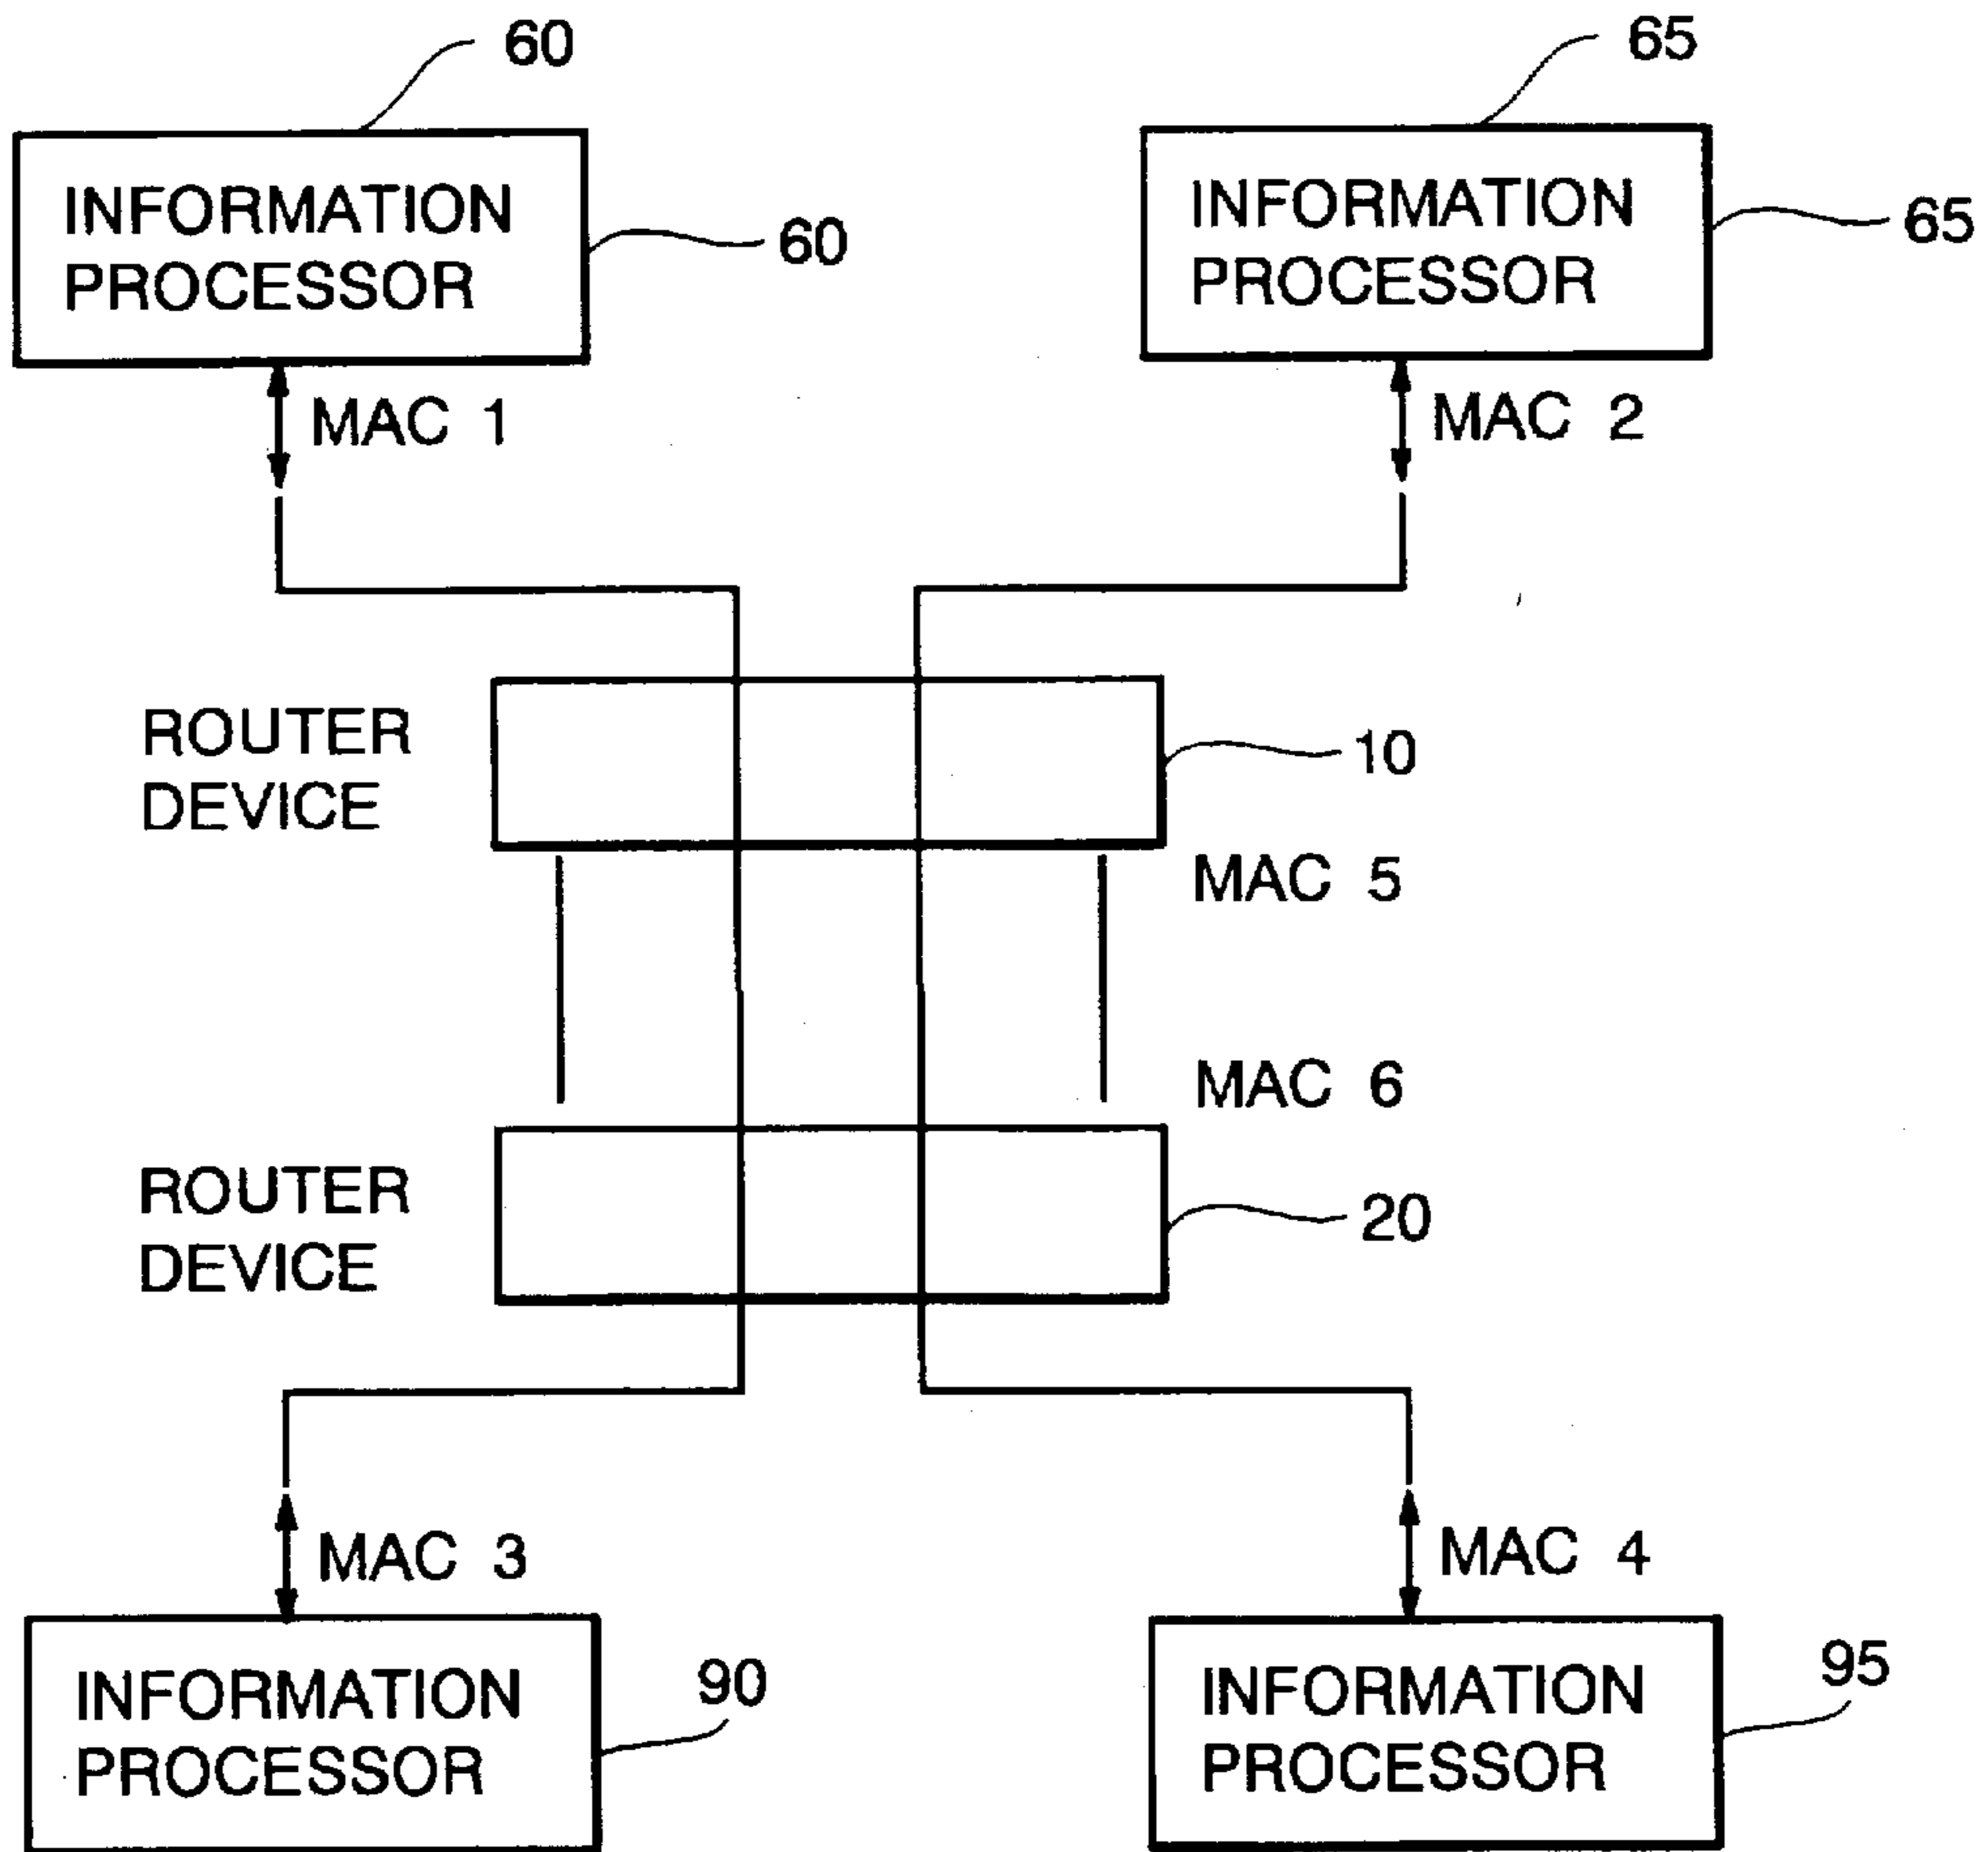 60
65
INFORMATION
PROCESSOR
60
INFORMATION
PROCESSOR
65
MAC 1
MAC 2
ROUTER
DEVICE
10
MAC 5
MAC 6
ROUTER
DEVICE
20
MAC 3
MAC 4
INFORMATION
PROCESSOR
90
INFORMATION
PROCESSOR
95